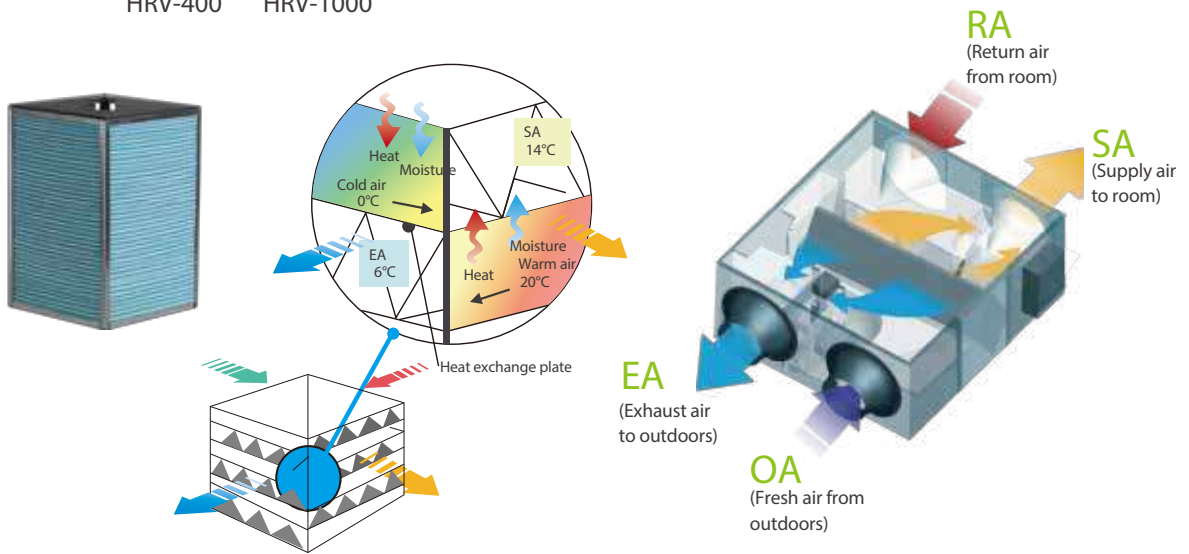 HRV-400 HRV-1000
RA
(Return air
from room)
SA
(Supply air
to room)
SA
14°C
Heat
Moisture
Cold air
0°C
EA
6°C
Moisture
Warm air
20°C
Heat
Heat exchange plate
EA
(Exhaust air
to outdoors)
OA
(Fresh air from
outdoors)